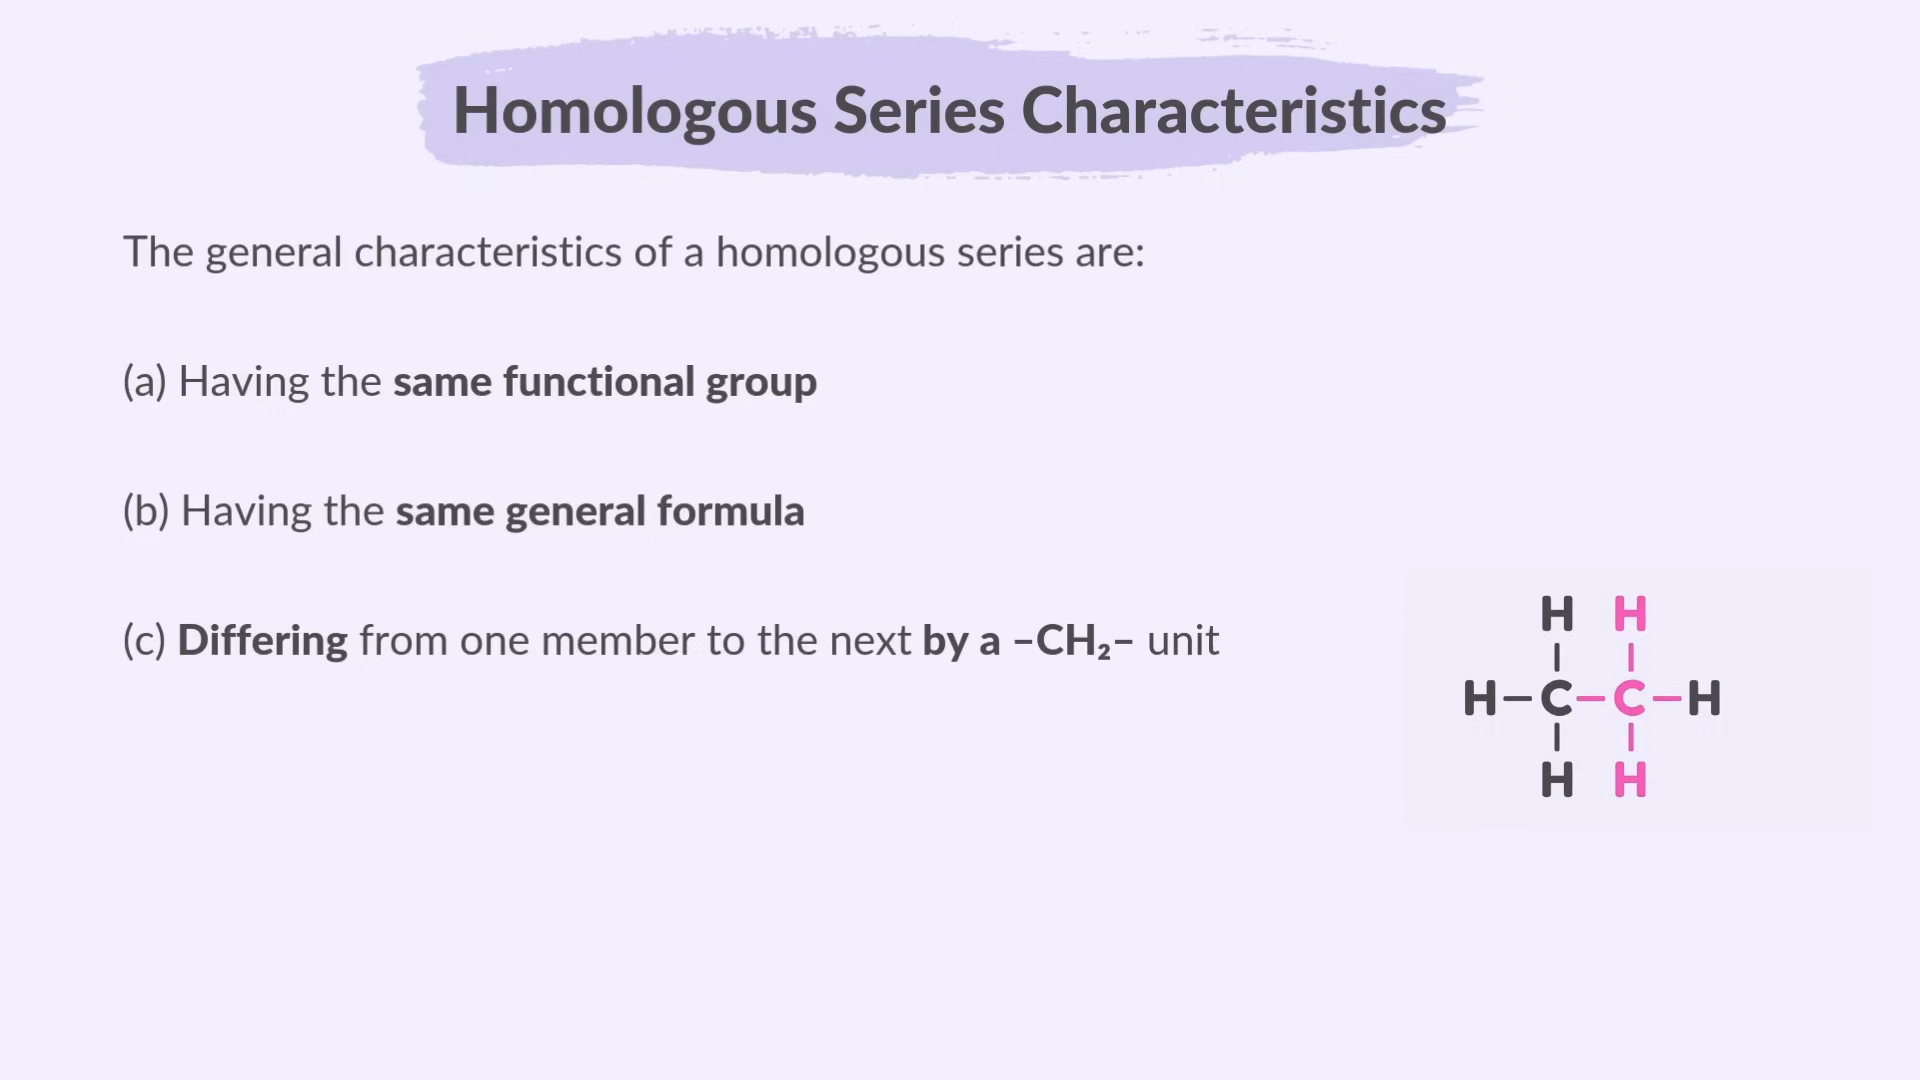 Homologous Series Characteristics
The general characteristics of a homologous series are:
(a) Having the same functional group
(b) Having the same general formula
(c) Differing from one member to the next by a –CH₂– unit
H H
H–C–C–H
H H